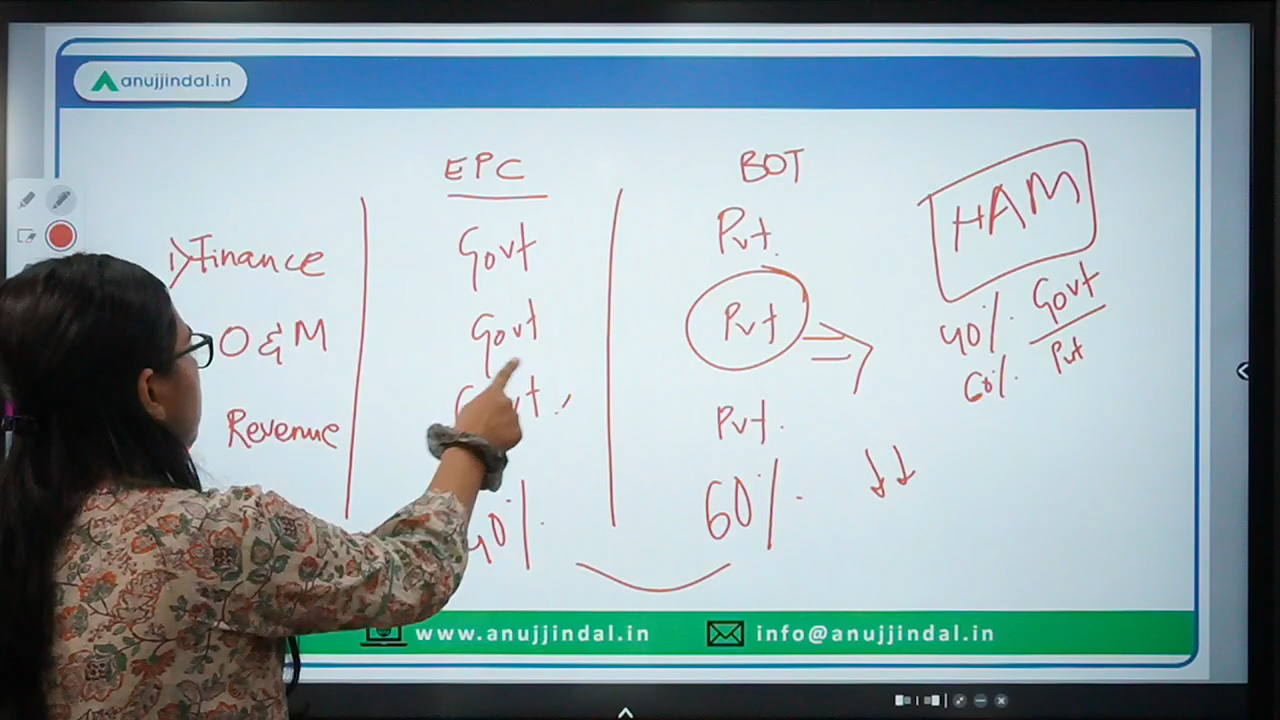 anujjindal.in
EPC
BOT
HAM
1) Finance
Govt
Pvt.
O & M
Govt
Pvt
40% Govt
60% Pvt
Revenue
Pvt.
40%
60%
www.anujjindal.in
info@anujjindal.in